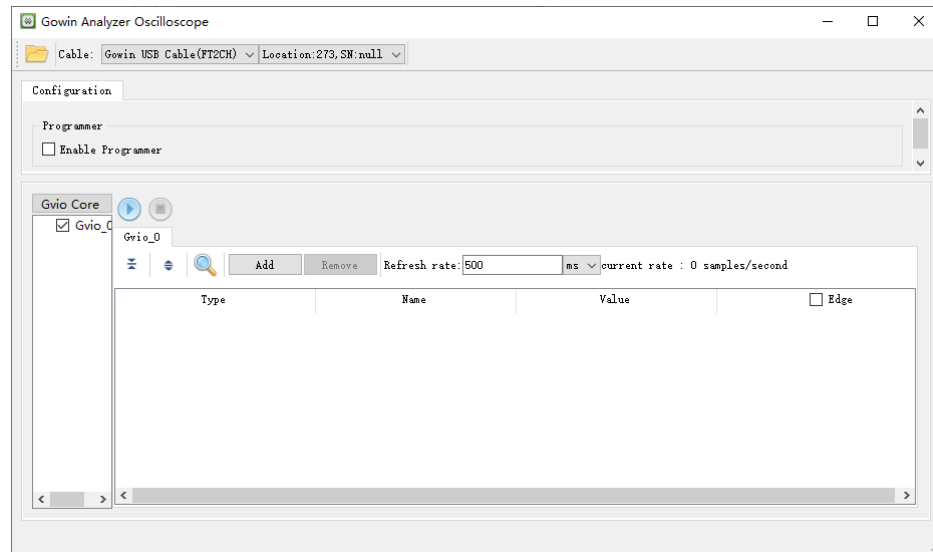 Gowin Analyzer Oscilloscope
Cable: Gowin USB Cable(FT2CH) Location:273,SN:null
Configuration
Programmer
Enable Programmer
Gvio Core
Gvio_0
Gvio_0
Add Remove Refresh rate: 500 ms current rate : 0 samples/second
Type Name Value Edge